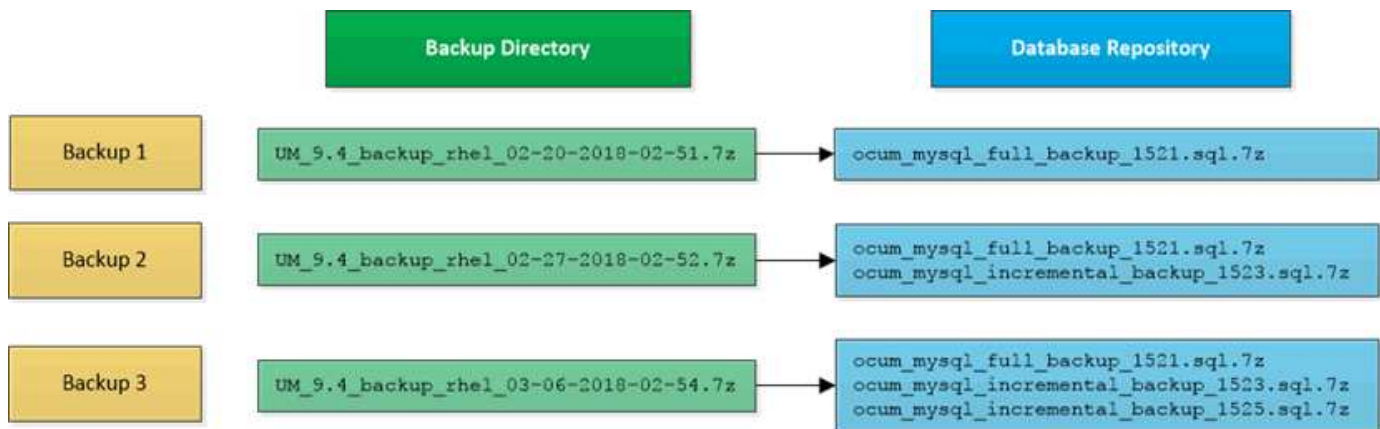 Backup Directory
Database Repository
Backup 1
UM_9.4_backup_rhel_02-20-2018-02-51.7z
ocum_mysql_full_backup_1521.sql.7z
Backup 2
UM_9.4_backup_rhel_02-27-2018-02-52.7z
ocum_mysql_full_backup_1521.sql.7z
ocum_mysql_incremental_backup_1523.sql.7z
Backup 3
UM_9.4_backup_rhel_03-06-2018-02-54.7z
ocum_mysql_full_backup_1521.sql.7z
ocum_mysql_incremental_backup_1523.sql.7z
ocum_mysql_incremental_backup_1525.sql.7z